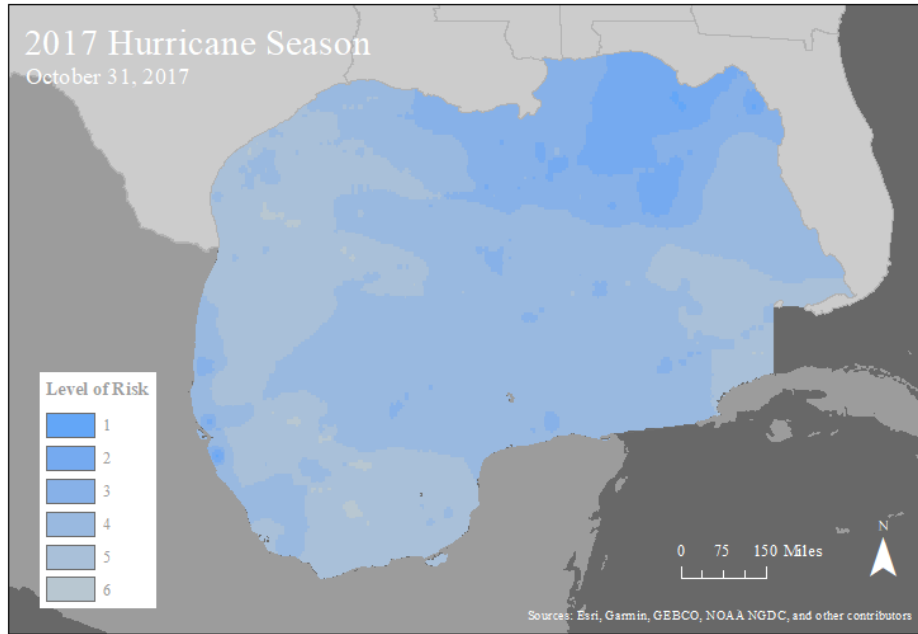 2017 Hurricane Season
October 31, 2017
Level of Risk
1
2
3
4
5
6
N
0 75 150 Miles
Sources: Esri, Garmin, GEBCO, NOAA NGDC, and other contributors